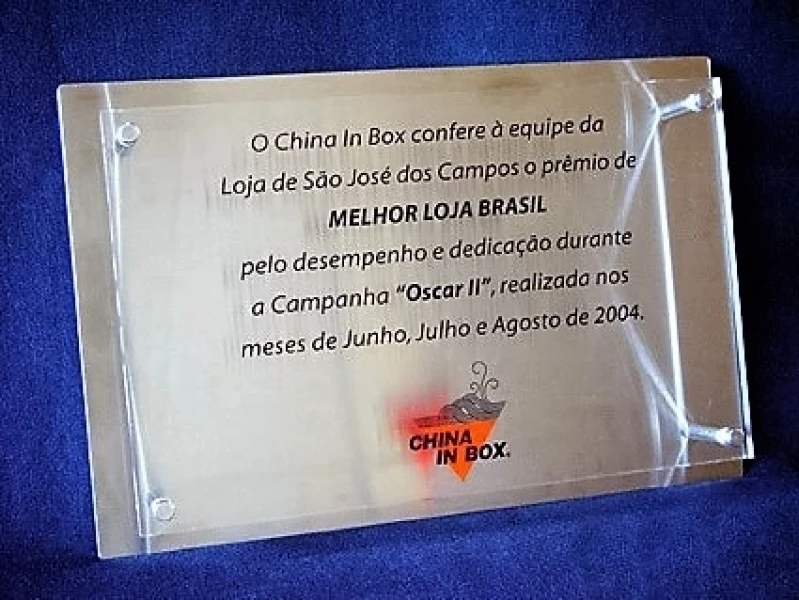 O China In Box confere à equipe da
Loja de São José dos Campos o prêmio de
MELHOR LOJA BRASIL
pelo desempenho e dedicação durante
a Campanha “Oscar II”, realizada nos
meses de Junho, Julho e Agosto de 2004.
CHINA
IN BOX.